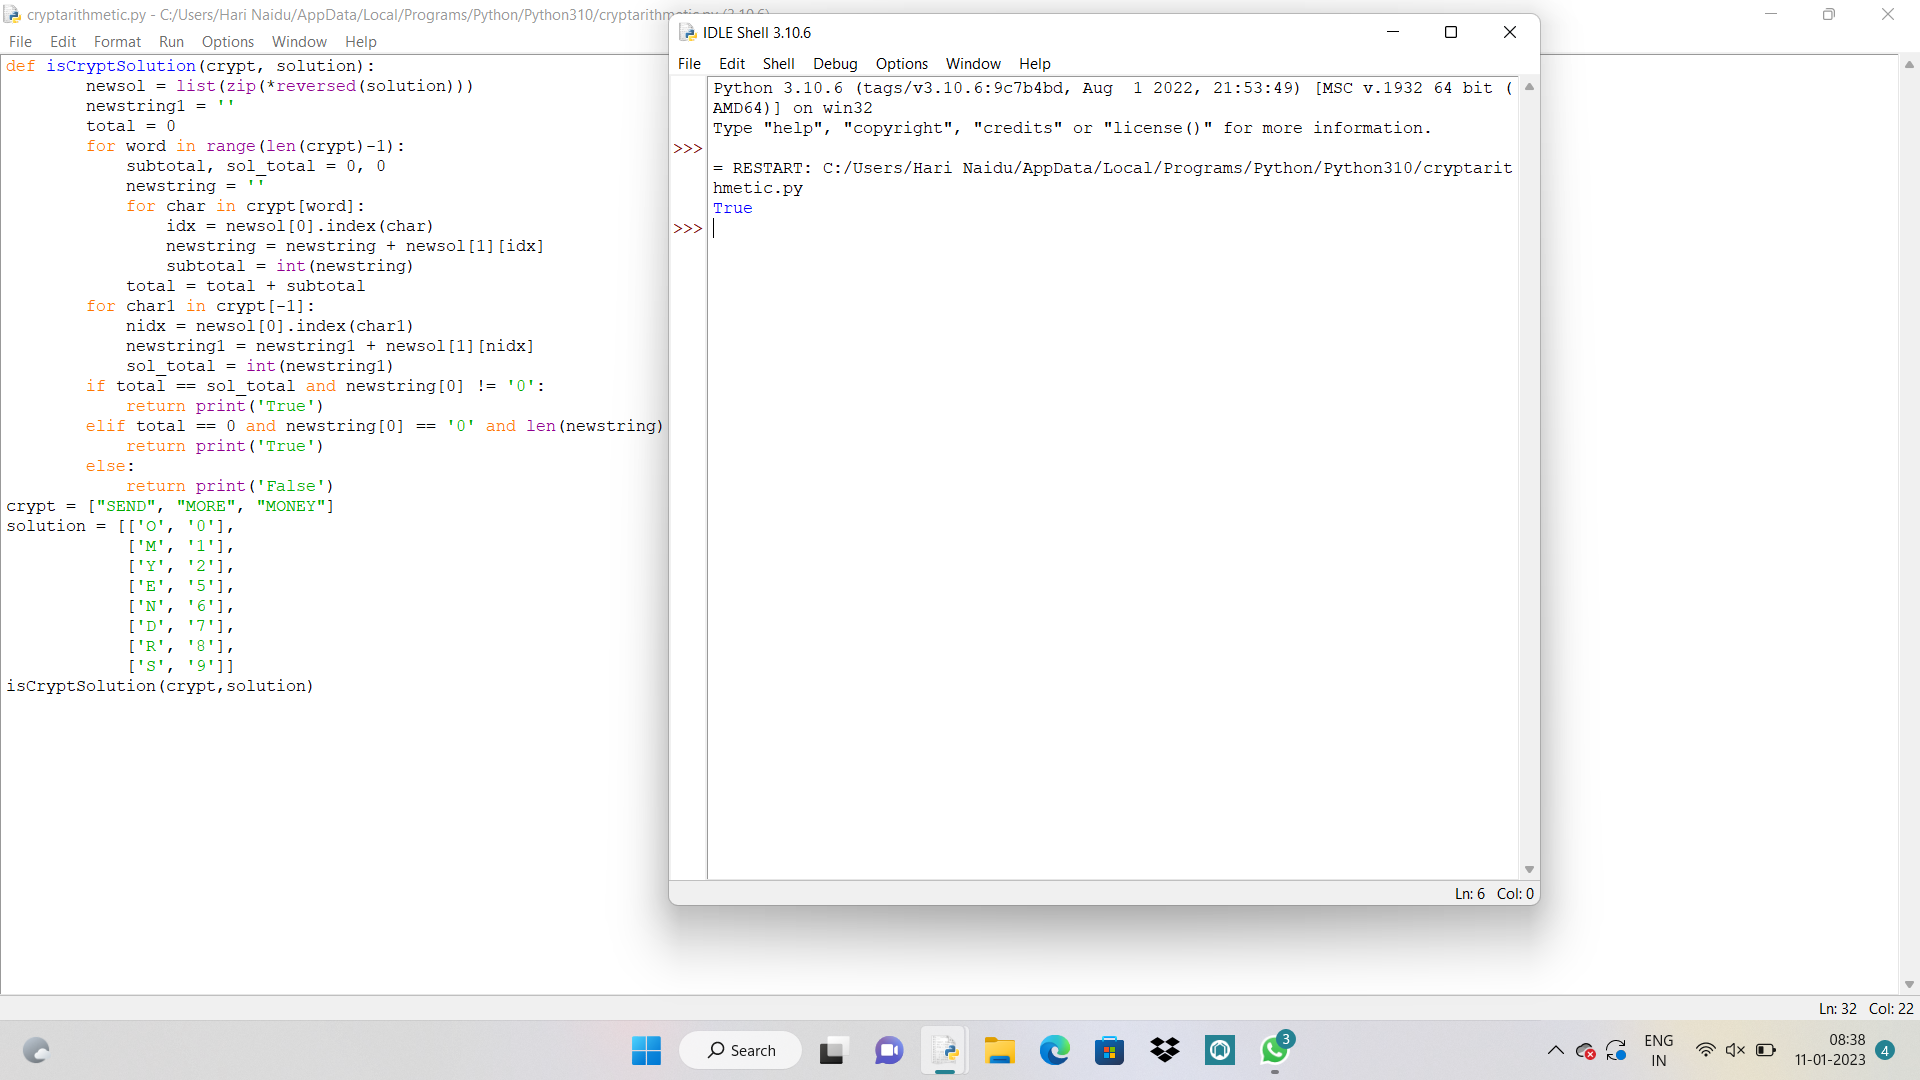 cryptarithmetic.py - C:/Users/Hari Naidu/AppData/Local/Programs/Python/Python310/cryptarithmetic.py (3.10.6)
File Edit Format Run Options Window Help
def isCryptSolution(crypt, solution):
        newsol = list(zip(*reversed(solution)))
        newstring1 = ''
        total = 0
        for word in range(len(crypt)-1):
            subtotal, sol_total = 0, 0
            newstring = ''
            for char in crypt[word]:
                idx = newsol[0].index(char)
                newstring = newstring + newsol[1][idx]
                subtotal = int(newstring)
            total = total + subtotal
        for char1 in crypt[-1]:
            nidx = newsol[0].index(char1)
            newstring1 = newstring1 + newsol[1][nidx]
            sol_total = int(newstring1)
        if total == sol_total and newstring[0] != '0':
            return print('True')
        elif total == 0 and newstring[0] == '0' and len(newstring)
            return print('True')
        else:
            return print('False')
crypt = ["SEND", "MORE", "MONEY"]
solution = [['O', '0'],
            ['M', '1'],
            ['Y', '2'],
            ['E', '5'],
            ['N', '6'],
            ['D', '7'],
            ['R', '8'],
            ['S', '9']]
isCryptSolution(crypt,solution)
IDLE Shell 3.10.6
File Edit Shell Debug Options Window Help
Python 3.10.6 (tags/v3.10.6:9c7b4bd, Aug  1 2022, 21:53:49) [MSC v.1932 64 bit (
AMD64)] on win32
Type "help", "copyright", "credits" or "license()" for more information.
>>>
= RESTART: C:/Users/Hari Naidu/AppData/Local/Programs/Python/Python310/cryptarit
hmetic.py
True
>>>
Ln: 6 Col: 0
Ln: 32 Col: 22
Search
3
ENG
IN
08:38
11-01-2023
4